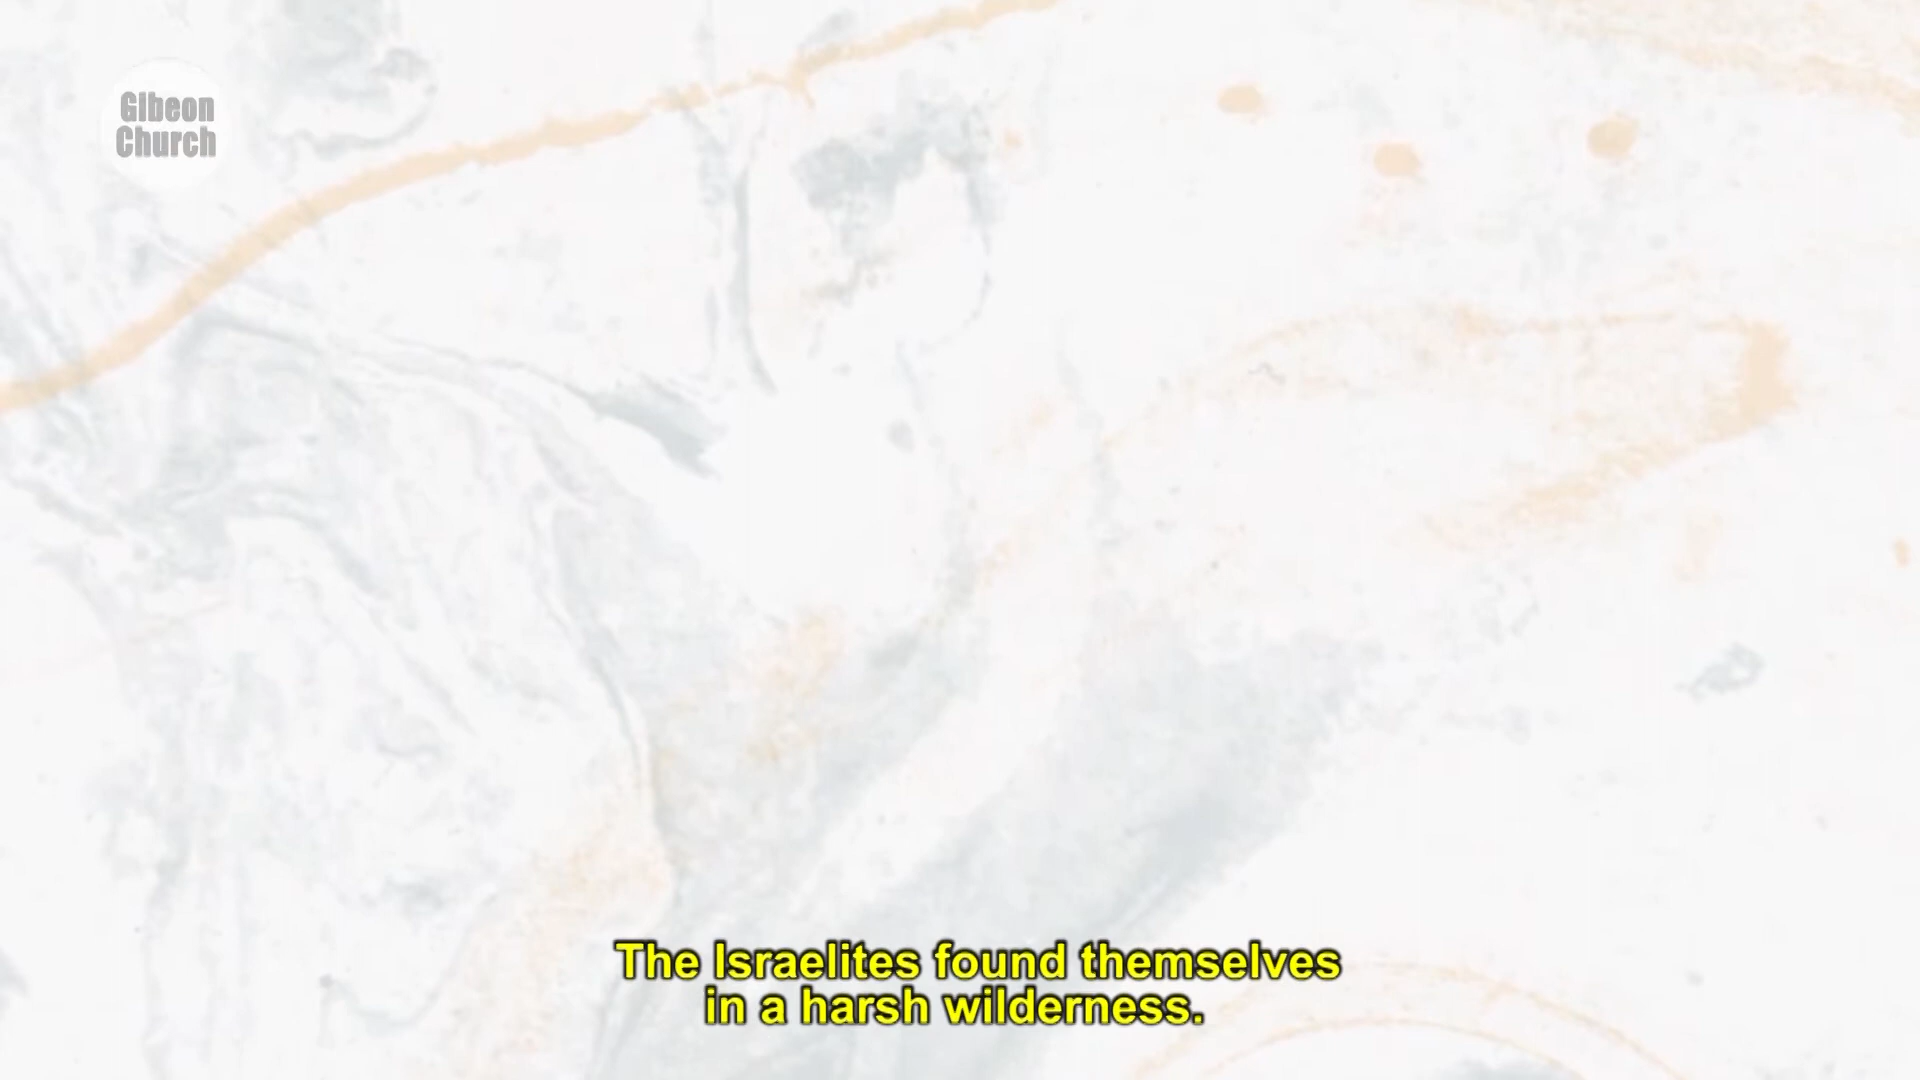 Gibeon
Church
The Israelites found themselves
in a harsh wilderness.